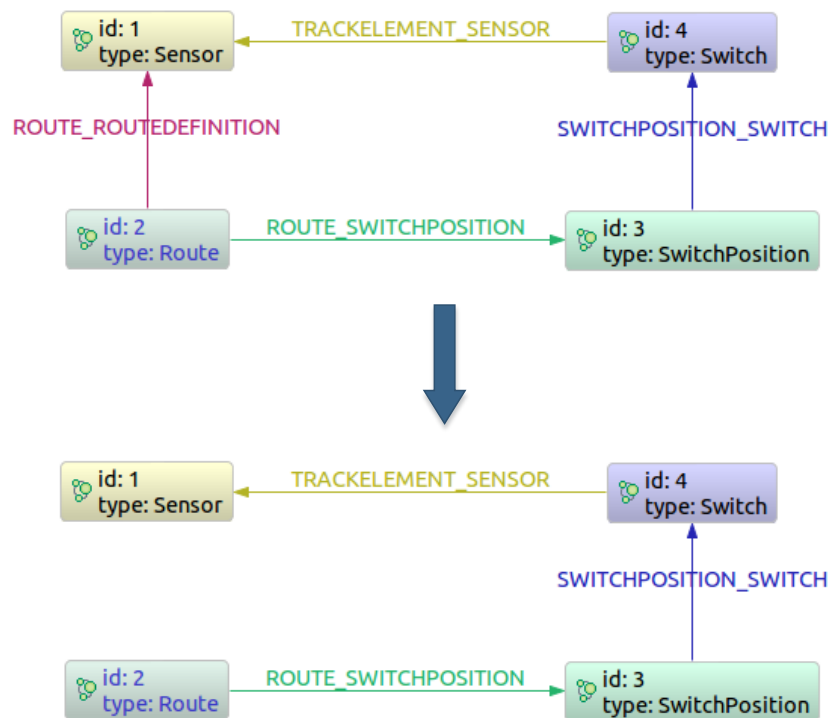 id: 1
type: Sensor
TRACKELEMENT_SENSOR
id: 4
type: Switch
ROUTE_ROUTEDEFINITION
SWITCHPOSITION_SWITCH
id: 2
type: Route
ROUTE_SWITCHPOSITION
id: 3
type: SwitchPosition
id: 1
type: Sensor
TRACKELEMENT_SENSOR
id: 4
type: Switch
SWITCHPOSITION_SWITCH
id: 2
type: Route
ROUTE_SWITCHPOSITION
id: 3
type: SwitchPosition